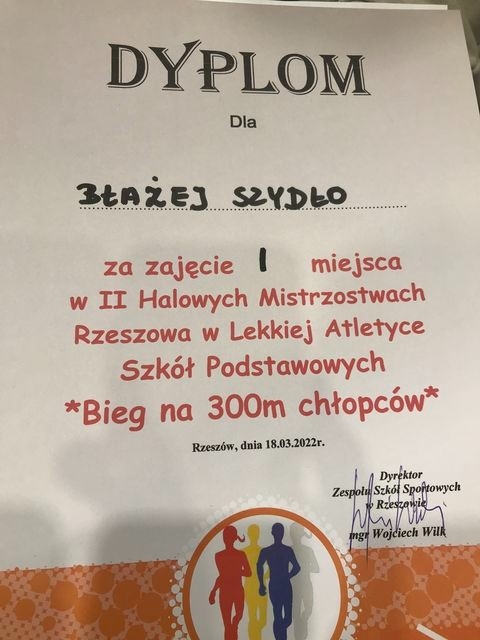 DYPLOM
Dla
BŁAŻEJ SZYDŁO
za zajęcie I miejsca
w II Halowych Mistrzostwach
Rzeszowa w Lekkiej Atletyce
Szkół Podstawowych
*Bieg na 300m chłopców*
Rzeszów, dnia 18.03.2022r.
Dyrektor
Zespołu Szkół Sportowych
w Rzeszowie
mgr Wojciech Wilk